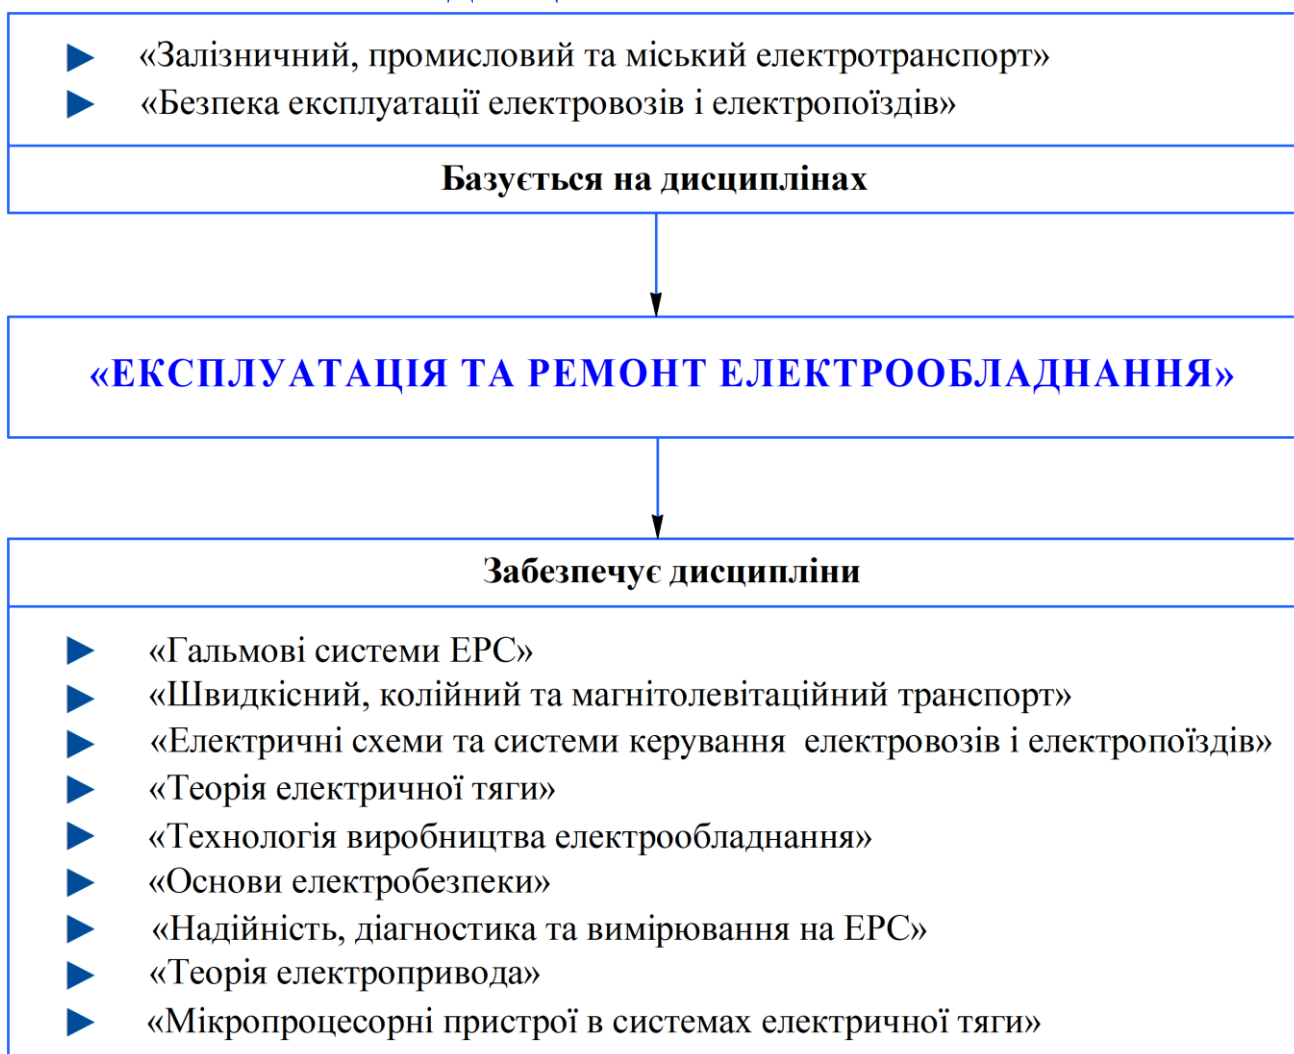 «Залізничний, промисловий та міський електротранспорт»
«Безпека експлуатації електровозів і електропоїздів»
Базується на дисциплінах
«ЕКСПЛУАТАЦІЯ ТА РЕМОНТ ЕЛЕКТРООБЛАДНАННЯ»
Забезпечує дисципліни
«Гальмові системи ЕРС»
«Швидкісний, колійний та магнітолевітаційний транспорт»
«Електричні схеми та системи керування електровозів і електропоїздів»
«Теорія електричної тяги»
«Технологія виробництва електрообладнання»
«Основи електробезпеки»
«Надійність, діагностика та вимірювання на ЕРС»
«Теорія електропривода»
«Мікропроцесорні пристрої в системах електричної тяги»